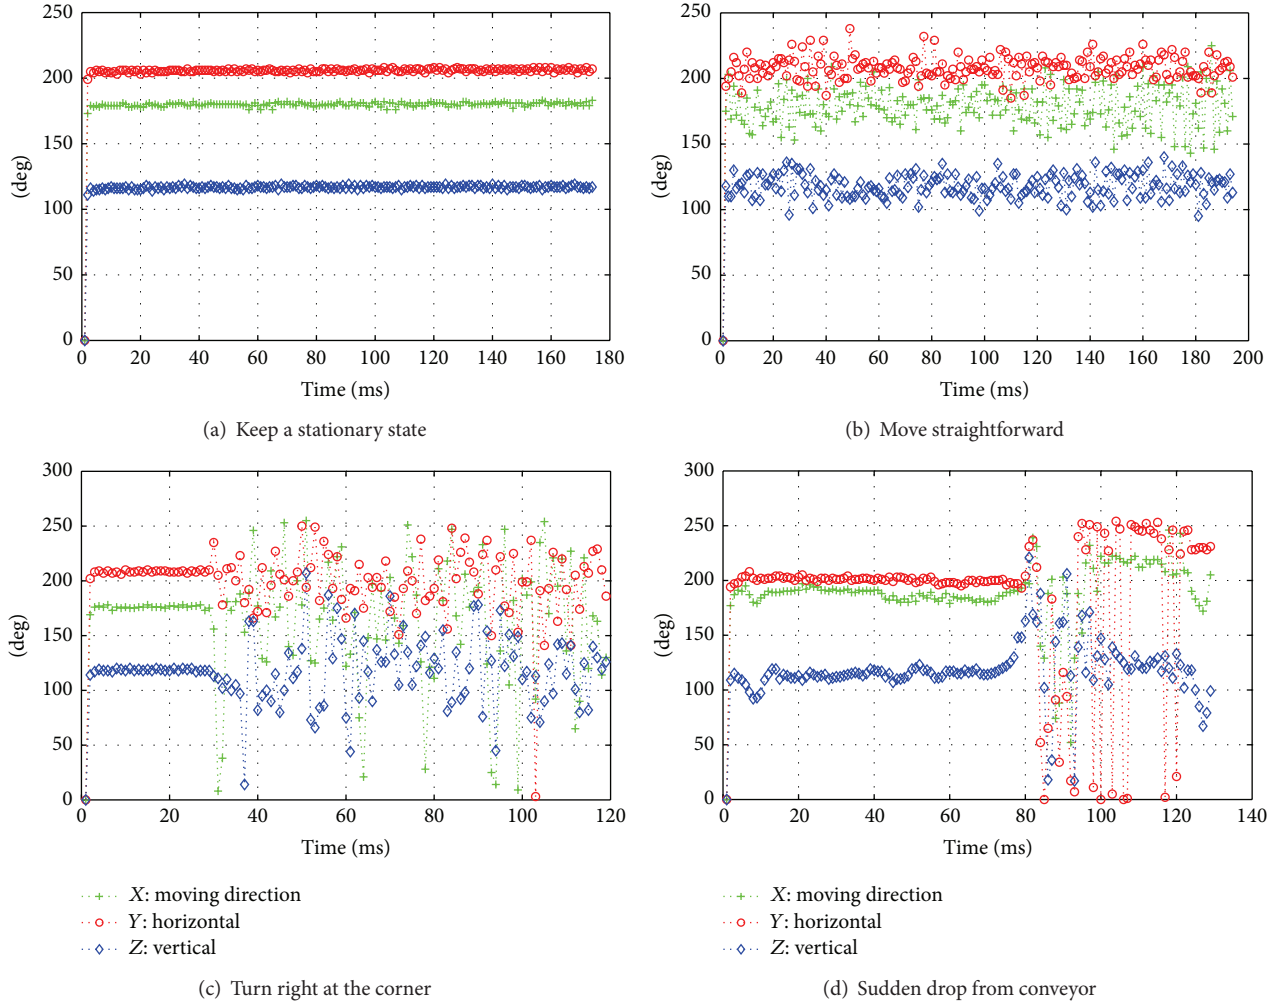 250
200
150
100
50
0
(deg)
0 20 40 60 80 100 120 140 160 180
Time (ms)
(a) Keep a stationary state
250
200
150
100
50
0
(deg)
0 20 40 60 80 100 120 140 160 180 200
Time (ms)
(b) Move straightforward
300
250
200
150
100
50
0
(deg)
0 20 40 60 80 100 120
Time (ms)
X: moving direction
Y: horizontal
Z: vertical
(c) Turn right at the corner
300
250
200
150
100
50
0
(deg)
0 20 40 60 80 100 120 140
Time (ms)
X: moving direction
Y: horizontal
Z: vertical
(d) Sudden drop from conveyor